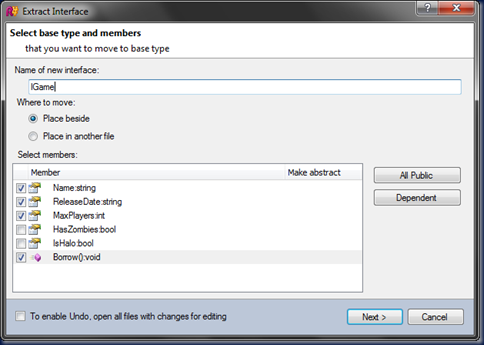 Extract Interface
Select base type and members
that you want to move to base type
Name of new interface:
IGame
Where to move:
Place beside
Place in another file
Select members:
Member Make abstract
Name:string
ReleaseDate:string
MaxPlayers:int
HasZombies:bool
IsHalo:bool
Borrow():void
All Public
Dependent
To enable Undo, open all files with changes for editing
Next >
Cancel